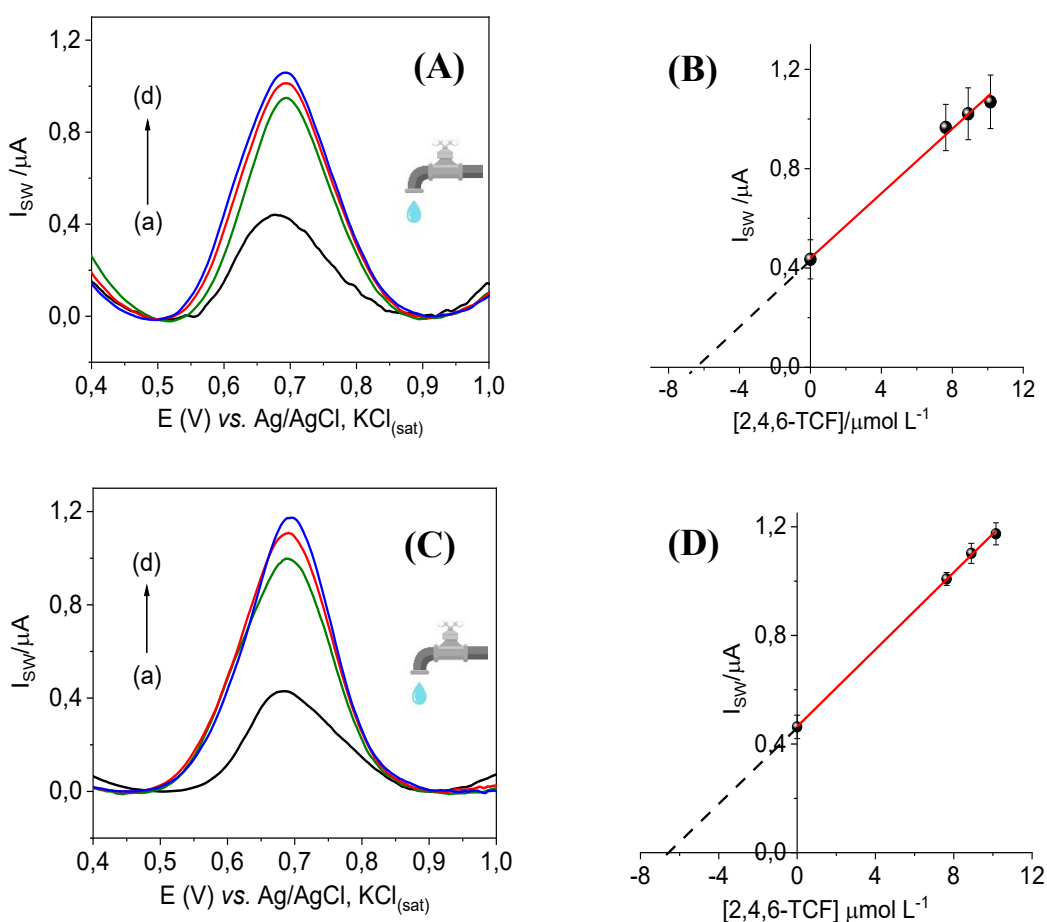 (A)
1,2
0,8
0,4
0,0
I_SW /μA
(d)
(a)
0,4 0,5 0,6 0,7 0,8 0,9 1,0
E (V) vs. Ag/AgCl, KCl(sat)
(B)
1,2
0,8
0,4
0,0
I_SW/μA
-8 -4 0 4 8 12
[2,4,6-TCF]/μmol L⁻¹
(C)
1,2
0,8
0,4
0,0
I_SW/μA
(d)
(a)
0,4 0,5 0,6 0,7 0,8 0,9 1,0
E (V) vs. Ag/AgCl, KCl(sat)
(D)
1,2
0,8
0,4
0,0
I_SW/μA
-8 -4 0 4 8 12
[2,4,6-TCF] μmol L⁻¹